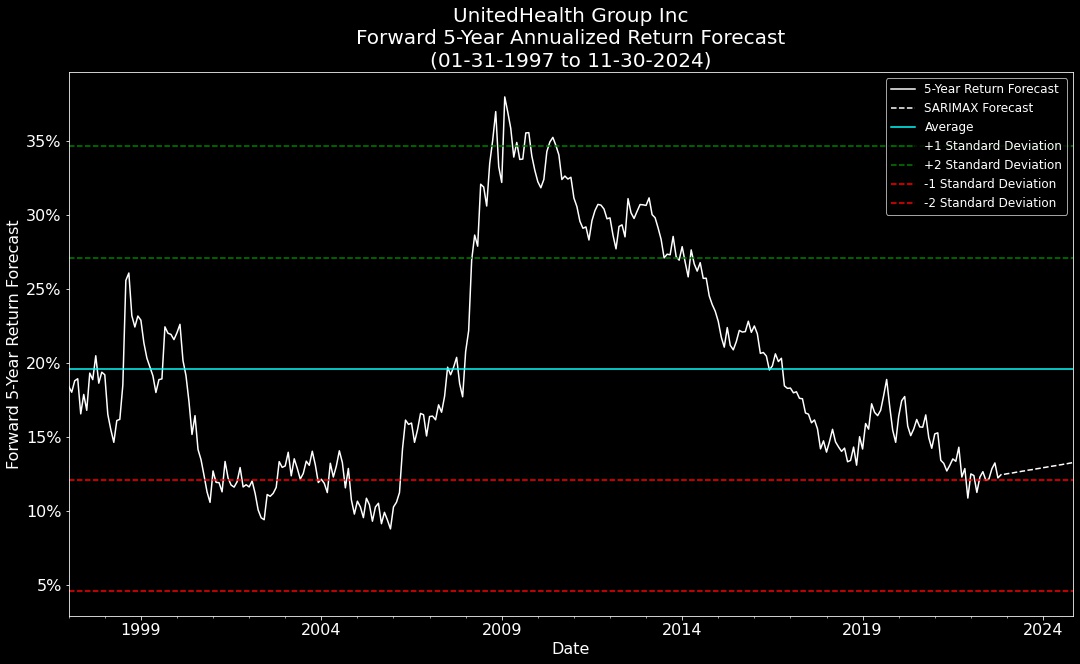 UnitedHealth Group Inc
Forward 5-Year Annualized Return Forecast
(01-31-1997 to 11-30-2024)
5-Year Return Forecast
SARIMAX Forecast
Average
+1 Standard Deviation
+2 Standard Deviation
-1 Standard Deviation
-2 Standard Deviation
Forward 5-Year Return Forecast
35%
30%
25%
20%
15%
10%
5%
1999
2004
2009
2014
2019
2024
Date